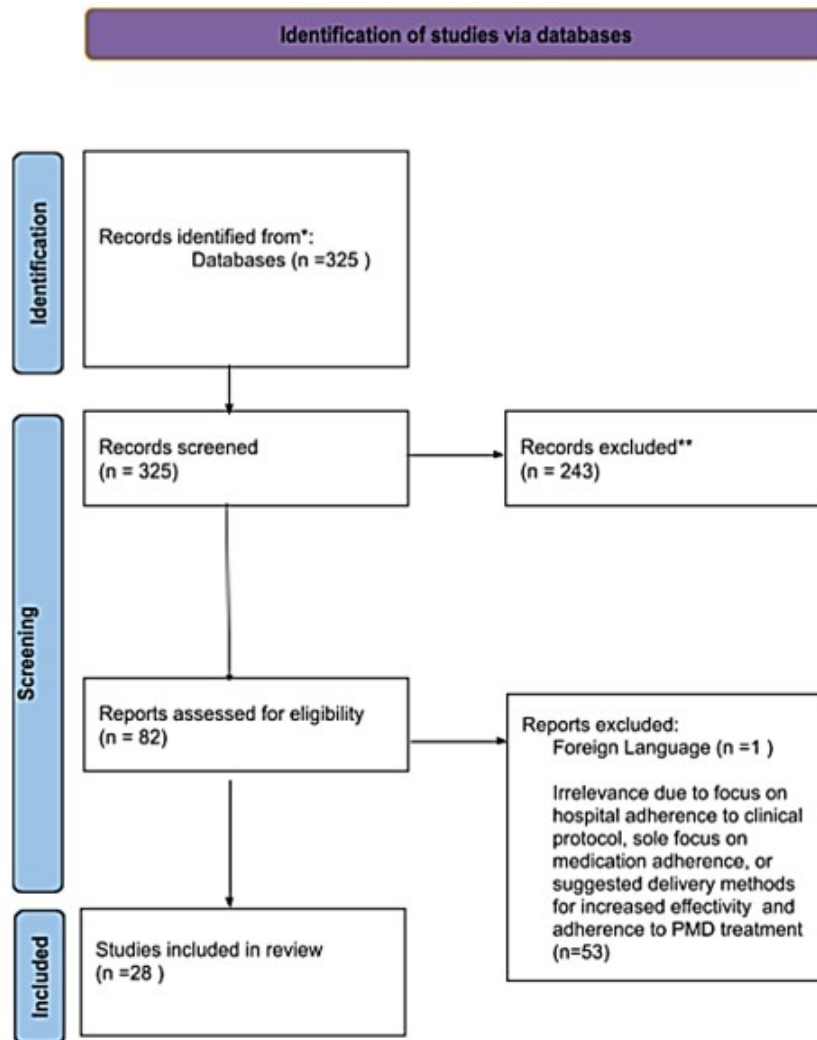 Identification of studies via databases
Identification
Records identified from*:
Databases (n =325 )
Screening
Records screened
(n = 325)
Records excluded**
(n = 243)
Reports assessed for eligibility
(n = 82)
Reports excluded:
Foreign Language (n =1 )
Irrelevance due to focus on
hospital adherence to clinical
protocol, sole focus on
medication adherence, or
suggested delivery methods
for increased effectivity and
adherence to PMD treatment
(n=53)
Included
Studies included in review
(n =28 )